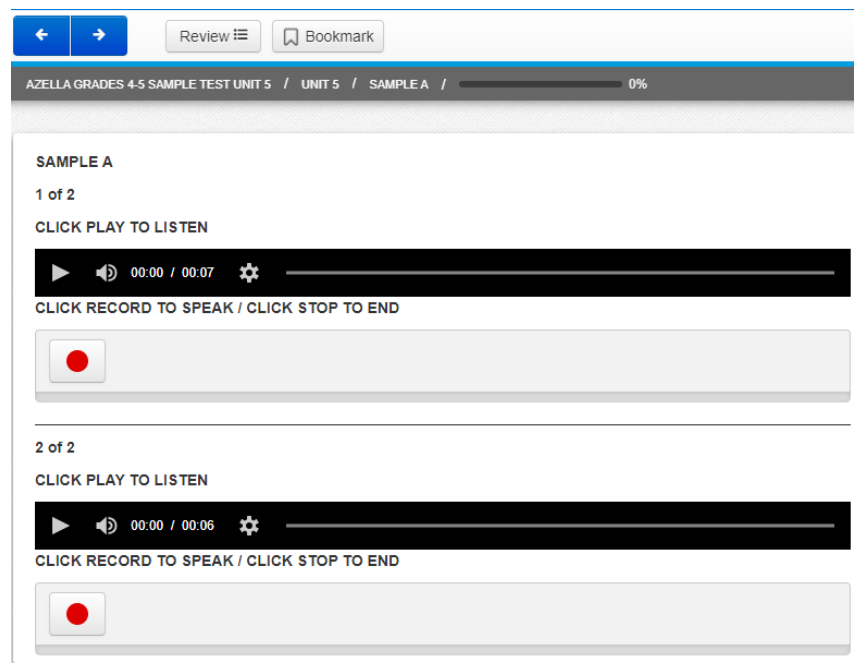 Review Bookmark
AZELLA GRADES 4-5 SAMPLE TEST UNIT 5 / UNIT 5 / SAMPLE A / 0%
SAMPLE A
1 of 2
CLICK PLAY TO LISTEN
00:00 / 00:07
CLICK RECORD TO SPEAK / CLICK STOP TO END
2 of 2
CLICK PLAY TO LISTEN
00:00 / 00:06
CLICK RECORD TO SPEAK / CLICK STOP TO END